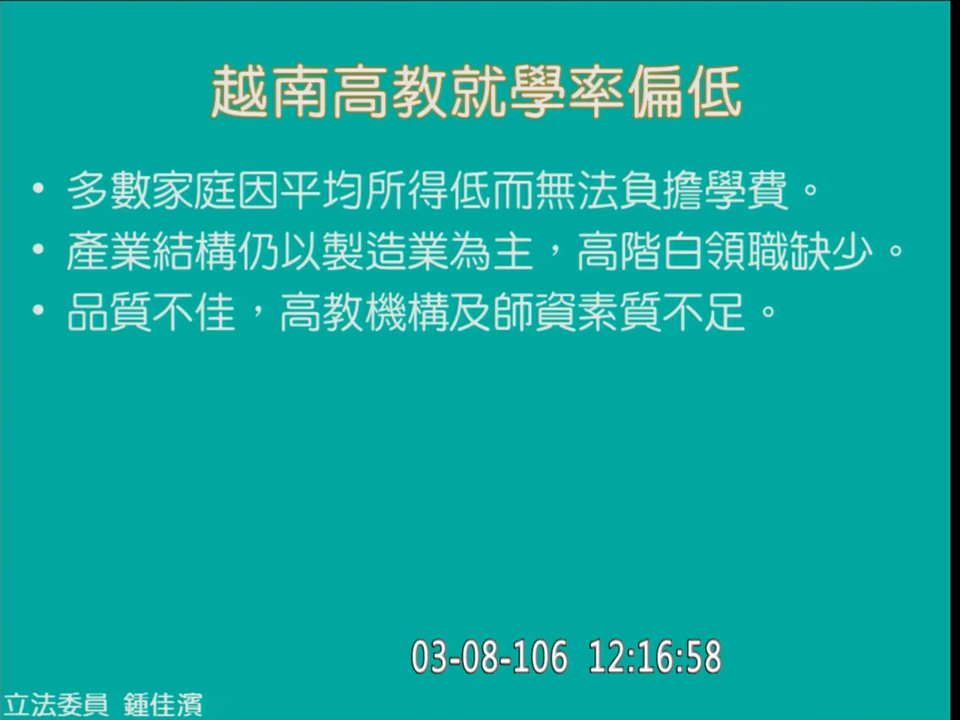 越南高教就學率偏低
• 多數家庭因平均所得低而無法負擔學費。
• 產業結構仍以製造業為主，高階白領職缺少。
• 品質不佳，高教機構及師資素質不足。
03-08-106 12:16:58
立法委員 鍾佳濱